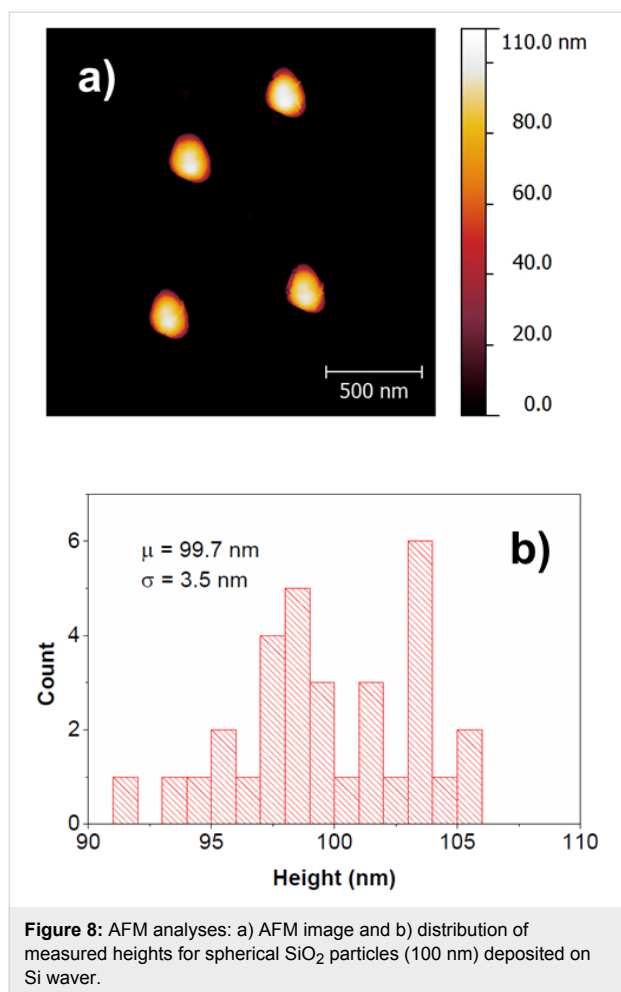 a)
110.0 nm
80.0
60.0
40.0
20.0
0.0
500 nm
b)
μ = 99.7 nm
σ = 3.5 nm
6
4
2
0
Count
90
95
100
105
110
Height (nm)
Figure 8: AFM analyses: a) AFM image and b) distribution of
measured heights for spherical SiO₂ particles (100 nm) deposited on
Si waver.